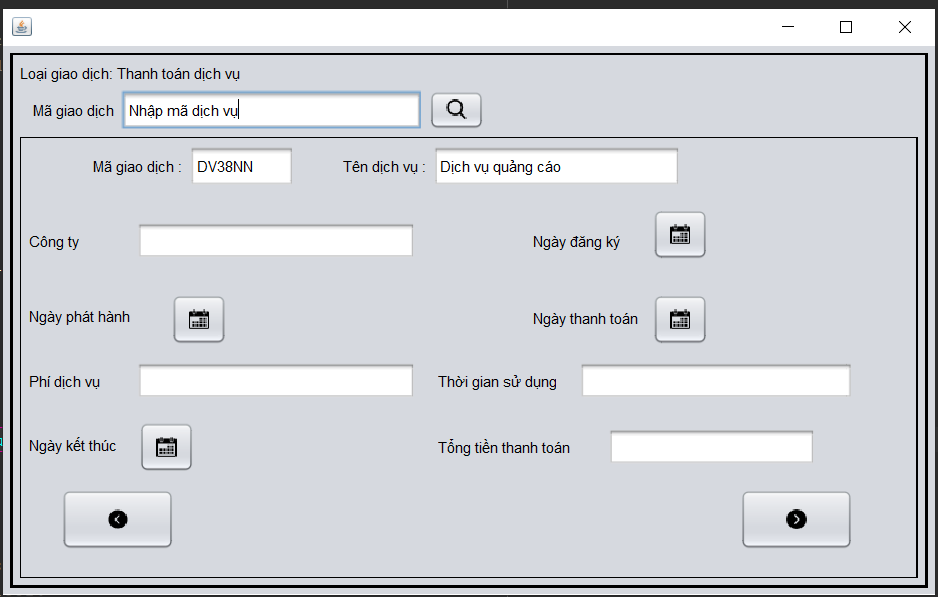 Loại giao dịch: Thanh toán dịch vụ
Mã giao dịch Nhập mã dịch vụ
Mã giao dịch : DV38NN Tên dịch vụ : Dịch vụ quảng cáo
Công ty Ngày đăng ký
Ngày phát hành Ngày thanh toán
Phí dịch vụ Thời gian sử dụng
Ngày kết thúc Tổng tiền thanh toán